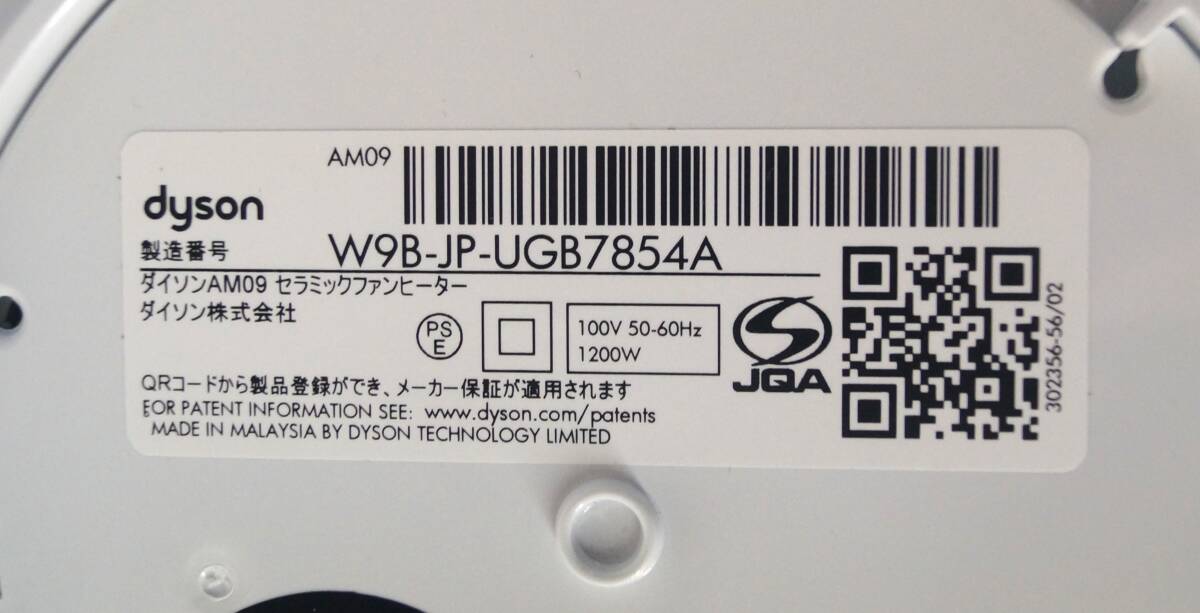 AM09
dyson
製造番号 W9B-JP-UGB7854A
ダイソンAM09 セラミックファンヒーター
ダイソン株式会社
PS
E
100V 50-60Hz
1200W
JQA
302356-56/02
QRコードから製品登録ができ、メーカー保証が適用されます
FOR PATENT INFORMATION SEE: www.dyson.com/patents
MADE IN MALAYSIA BY DYSON TECHNOLOGY LIMITED